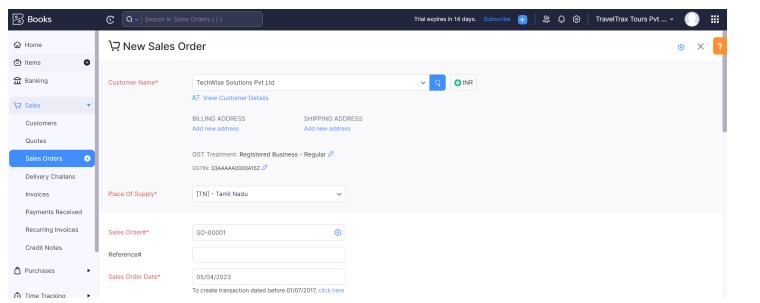 Books
Search in Sales Orders ( / )
Trial expires in 14 days. Subscribe
TravelTrax Tours Pvt ...
Home
Items
Banking
Sales
Customers
Quotes
Sales Orders
Delivery Challans
Invoices
Payments Received
Recurring Invoices
Credit Notes
Purchases
Time Tracking
New Sales Order
?
Customer Name*
TechWise Solutions Pvt Ltd
INR
View Customer Details
BILLING ADDRESS
Add new address
SHIPPING ADDRESS
Add new address
GST Treatment: Registered Business - Regular
GSTIN: 33AAAAA0000A15Z
Place Of Supply*
[TN] - Tamil Nadu
Sales Order#*
SO-00001
Reference#
Sales Order Date*
05/04/2023
To create transaction dated before 01/07/2017, click here